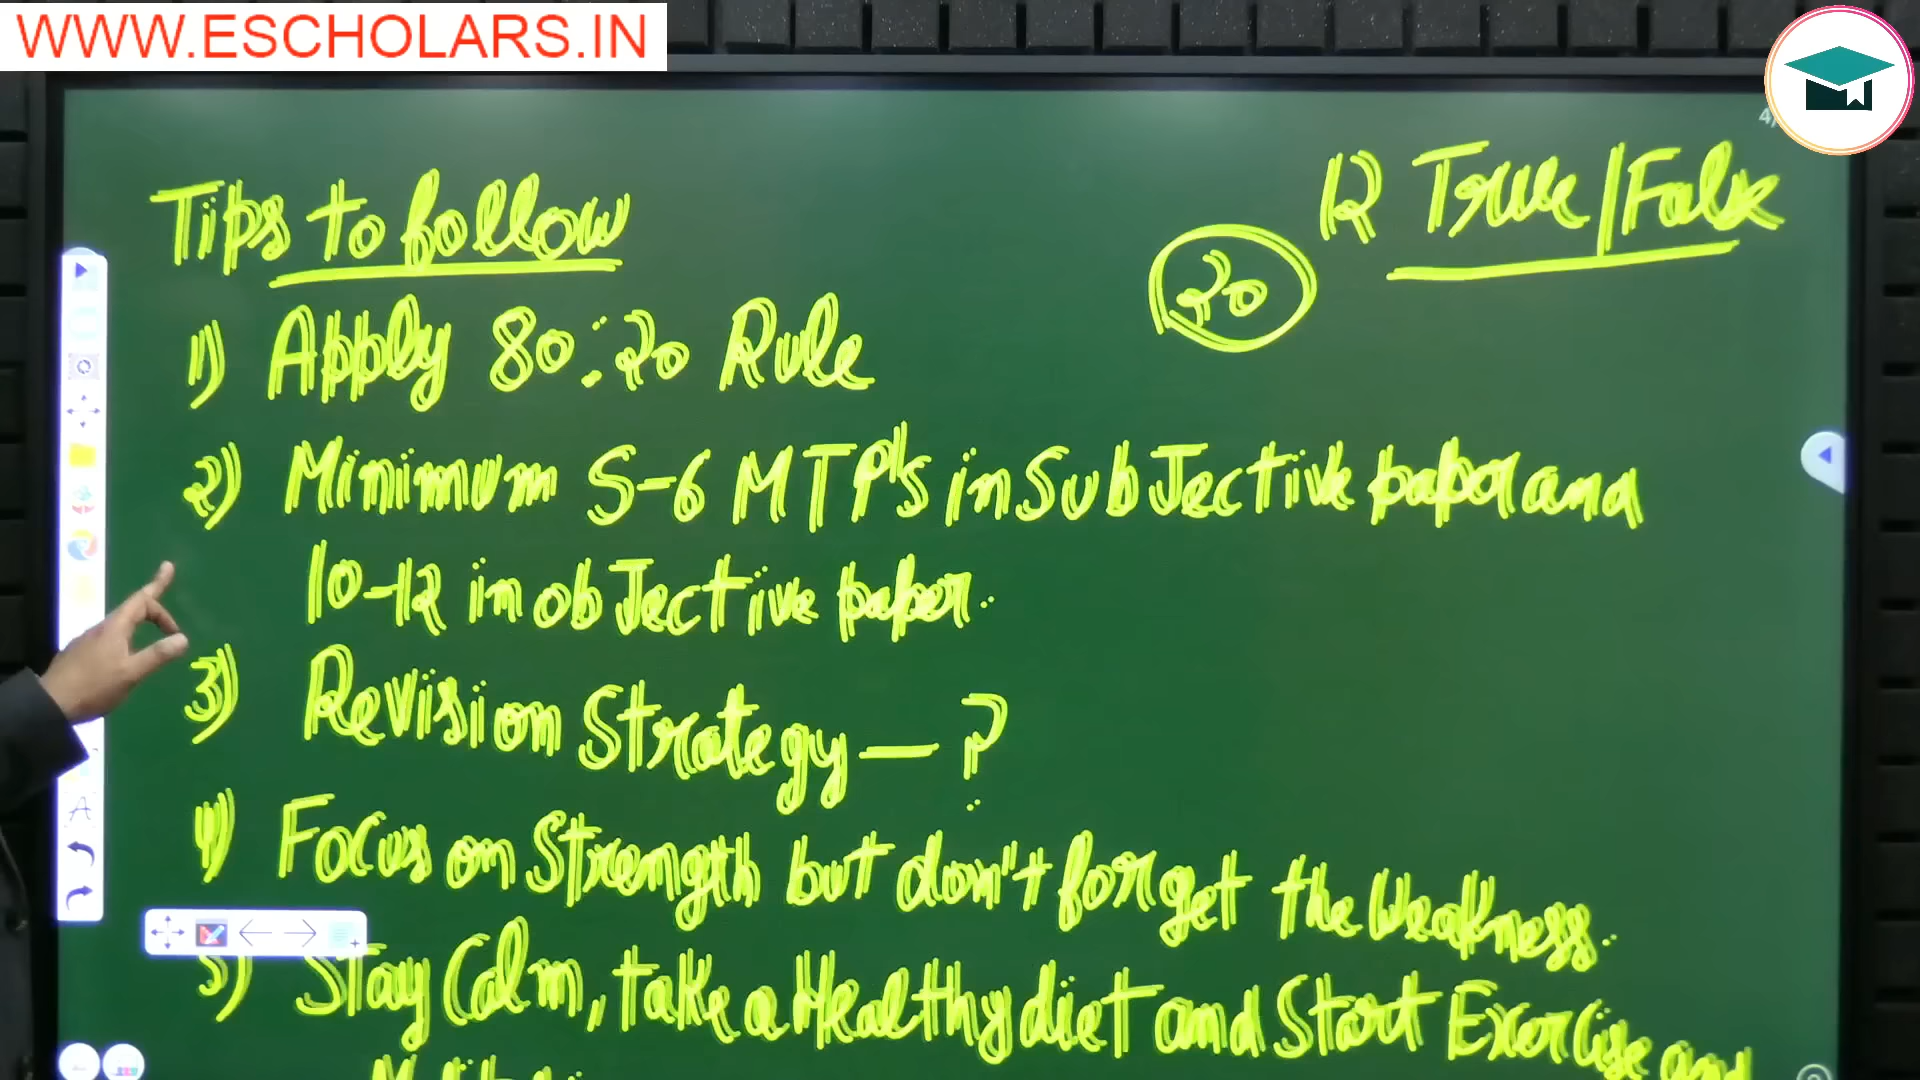 WWW.ESCHOLARS.IN
True/False
20
Tips to follow
1) Apply 80:20 Rule
2) Minimum 5-6 MTP's in SubJective paper and
10-12 in obJective paper.
3) Revision Strategy — ?
4) Focus on Strength but don't forget the Weakness.
5) Stay Calm, take a Healthy diet and Start Exercise and